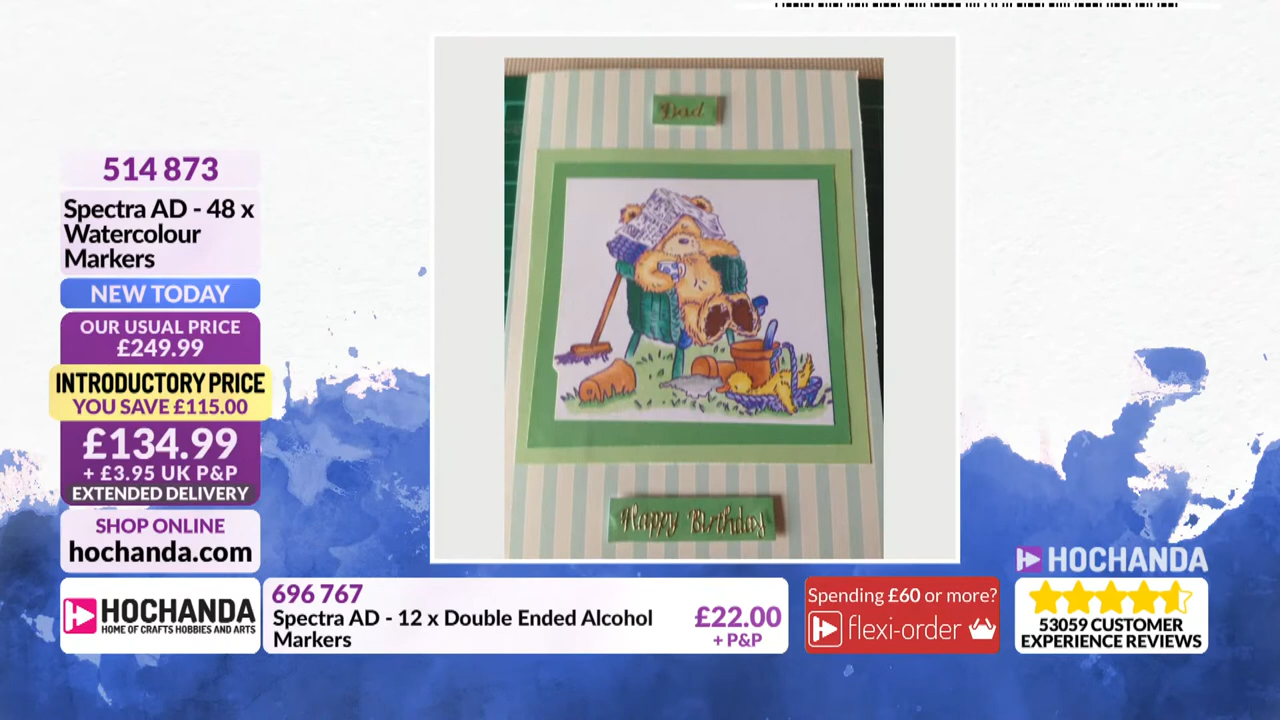 514 873
Spectra AD - 48 x
Watercolour
Markers
NEW TODAY
OUR USUAL PRICE
£249.99
INTRODUCTORY PRICE
YOU SAVE £115.00
£134.99
+ £3.95 UK P&P
EXTENDED DELIVERY
SHOP ONLINE
hochanda.com
HOCHANDA
HOME OF CRAFTS HOBBIES AND ARTS
Dad
Happy Birthday
696 767
Spectra AD - 12 x Double Ended Alcohol
Markers
£22.00
+ P&P
Spending £60 or more?
flexi-order
HOCHANDA
53059 CUSTOMER
EXPERIENCE REVIEWS